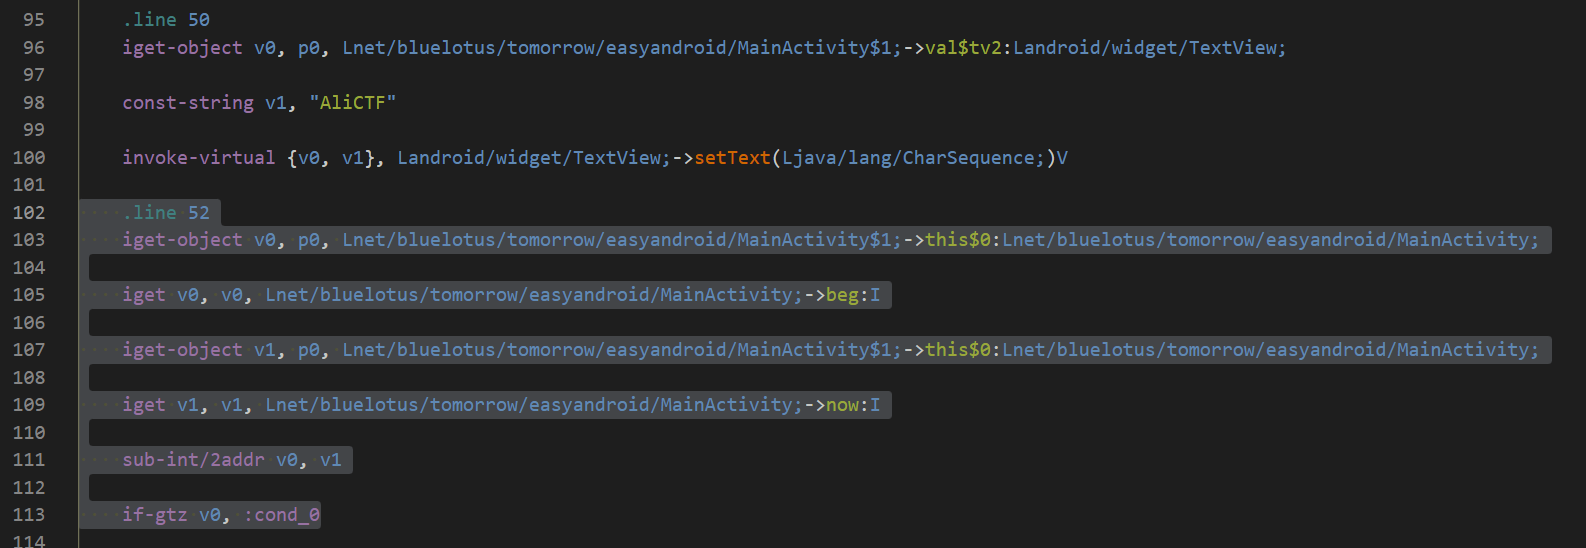 95 .line 50
96 iget-object v0, p0, Lnet/bluelotus/tomorrow/easyandroid/MainActivity$1;->val$tv2:Landroid/widget/TextView;
97
98 const-string v1, "AliCTF"
99
100 invoke-virtual {v0, v1}, Landroid/widget/TextView;->setText(Ljava/lang/CharSequence;)V
101
102 .line 52
103 iget-object v0, p0, Lnet/bluelotus/tomorrow/easyandroid/MainActivity$1;->this$0:Lnet/bluelotus/tomorrow/easyandroid/MainActivity;
104
105 iget v0, v0, Lnet/bluelotus/tomorrow/easyandroid/MainActivity;->beg:I
106
107 iget-object v1, p0, Lnet/bluelotus/tomorrow/easyandroid/MainActivity$1;->this$0:Lnet/bluelotus/tomorrow/easyandroid/MainActivity;
108
109 iget v1, v1, Lnet/bluelotus/tomorrow/easyandroid/MainActivity;->now:I
110
111 sub-int/2addr v0, v1
112
113 if-gtz v0, :cond_0
114